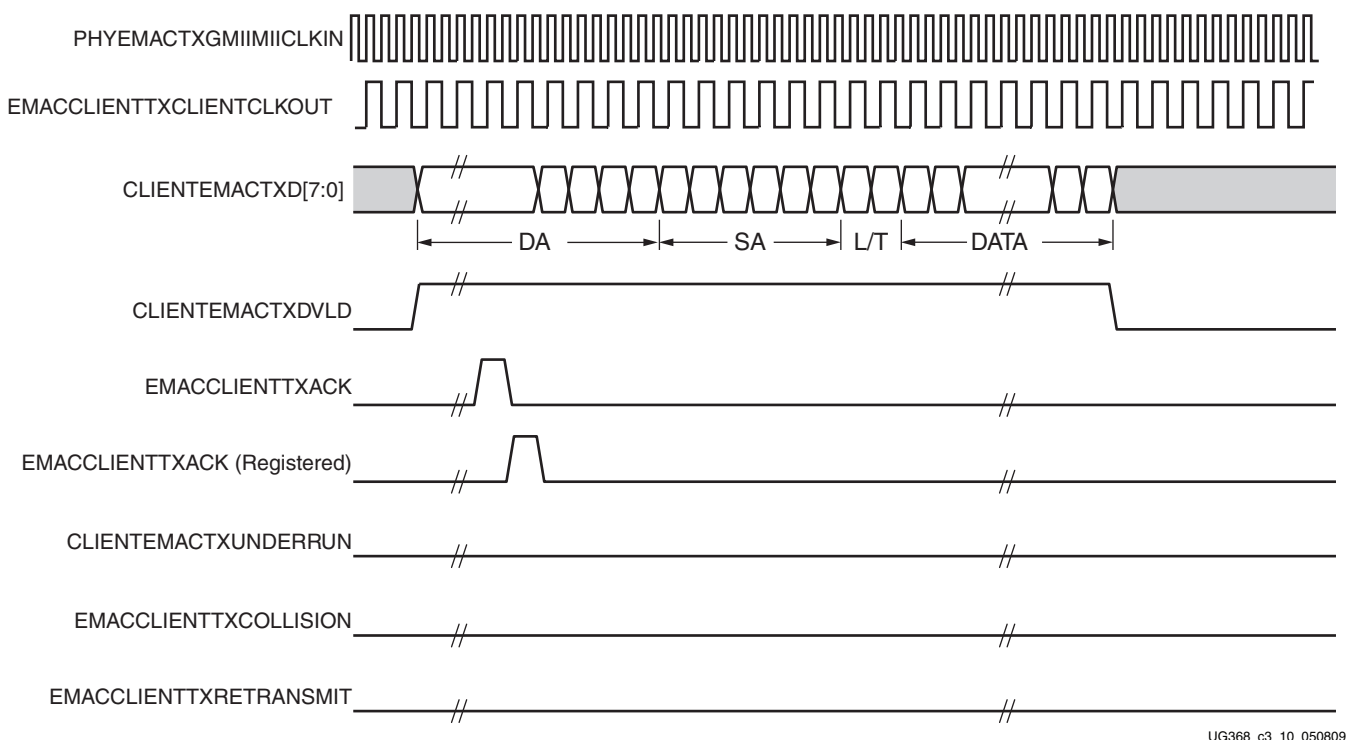 PHYEMACTXGMIIMIICLKIN
EMACCLIENTTXCLIENTCLKOUT
CLIENTEMACTXD[7:0]
DA SA L/T DATA
CLIENTEMACTXDVLD
EMACCLIENTTXACK
EMACCLIENTTXACK (Registered)
CLIENTEMACTXUNDERRUN
EMACCLIENTTXCOLLISION
EMACCLIENTTXRETRANSMIT
UG368_c3_10_050809